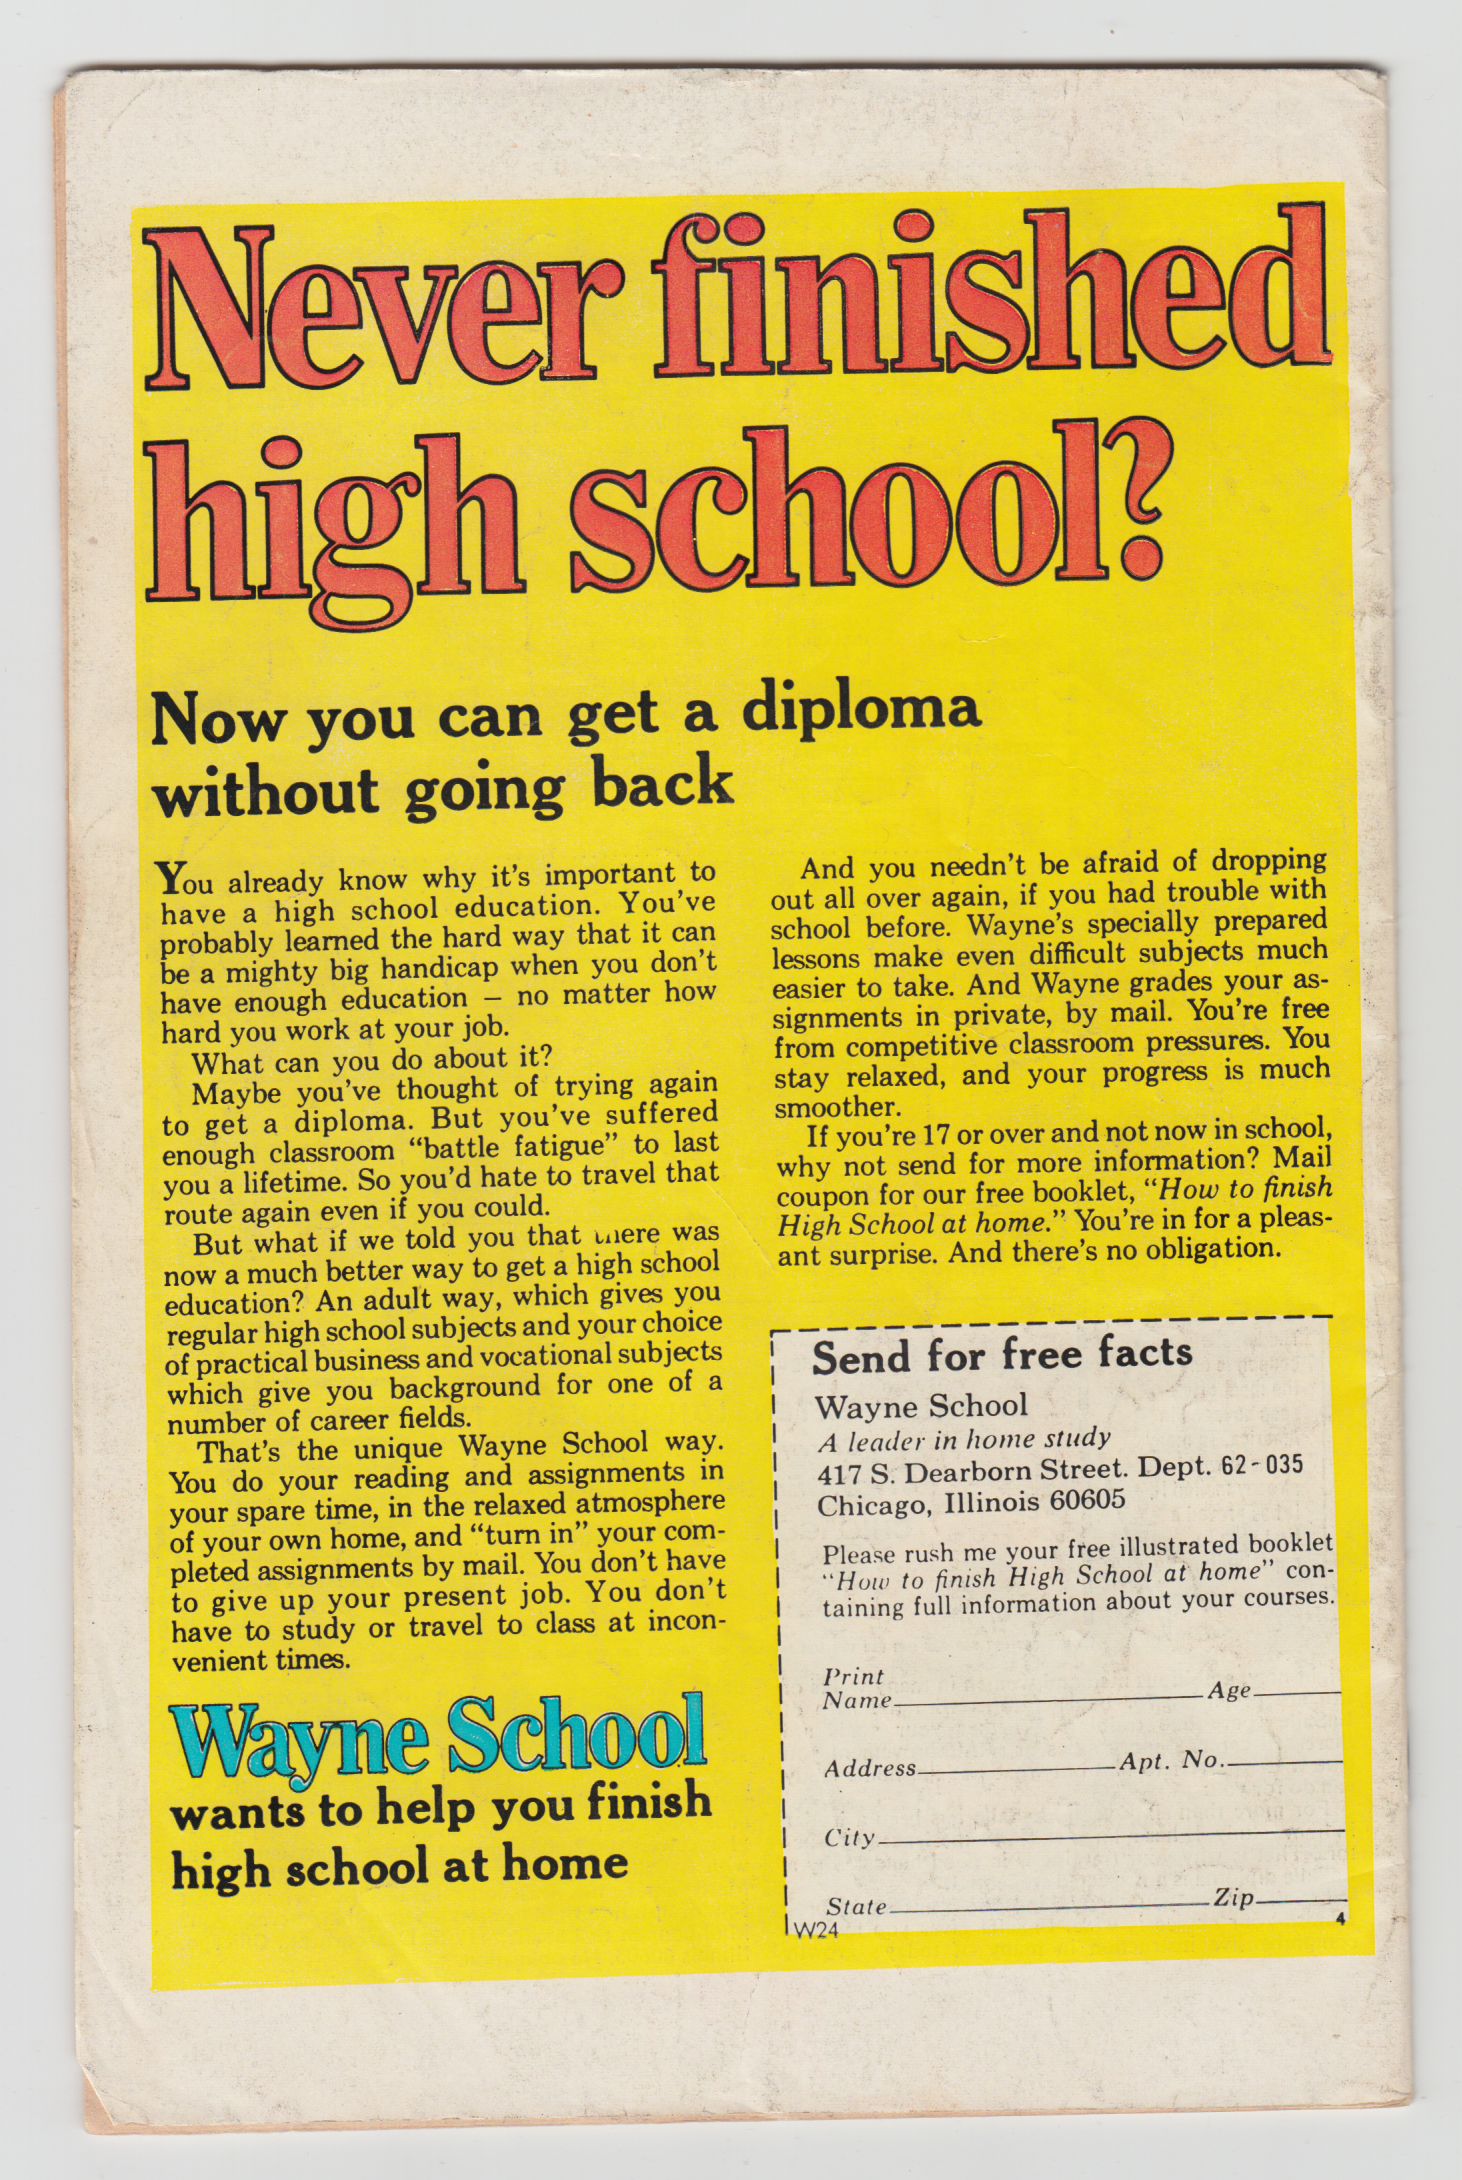 Never finished
high school?
Now you can get a diploma
without going back
You already know why it's important to
have a high school education. You've
probably learned the hard way that it can
be a mighty big handicap when you don't
have enough education – no matter how
hard you work at your job.
What can you do about it?
Maybe you've thought of trying again
to get a diploma. But you've suffered
enough classroom “battle fatigue” to last
you a lifetime. So you'd hate to travel that
route again even if you could.
But what if we told you that there was
now a much better way to get a high school
education? An adult way, which gives you
regular high school subjects and your choice
of practical business and vocational subjects
which give you background for one of a
number of career fields.
That's the unique Wayne School way.
You do your reading and assignments in
your spare time, in the relaxed atmosphere
of your own home, and “turn in” your com-
pleted assignments by mail. You don't have
to give up your present job. You don't
have to study or travel to class at incon-
venient times.
Wayne School
wants to help you finish
high school at home
And you needn't be afraid of dropping
out all over again, if you had trouble with
school before. Wayne's specially prepared
lessons make even difficult subjects much
easier to take. And Wayne grades your as-
signments in private, by mail. You're free
from competitive classroom pressures. You
stay relaxed, and your progress is much
smoother.
If you're 17 or over and not now in school,
why not send for more information? Mail
coupon for our free booklet, “How to finish
High School at home.” You're in for a pleas-
ant surprise. And there's no obligation.
Send for free facts
Wayne School
A leader in home study
417 S. Dearborn Street. Dept. 62-035
Chicago, Illinois 60605
Please rush me your free illustrated booklet
“How to finish High School at home” con-
taining full information about your courses.
Print
Name Age
Address Apt. No.
City
State Zip
W24 4